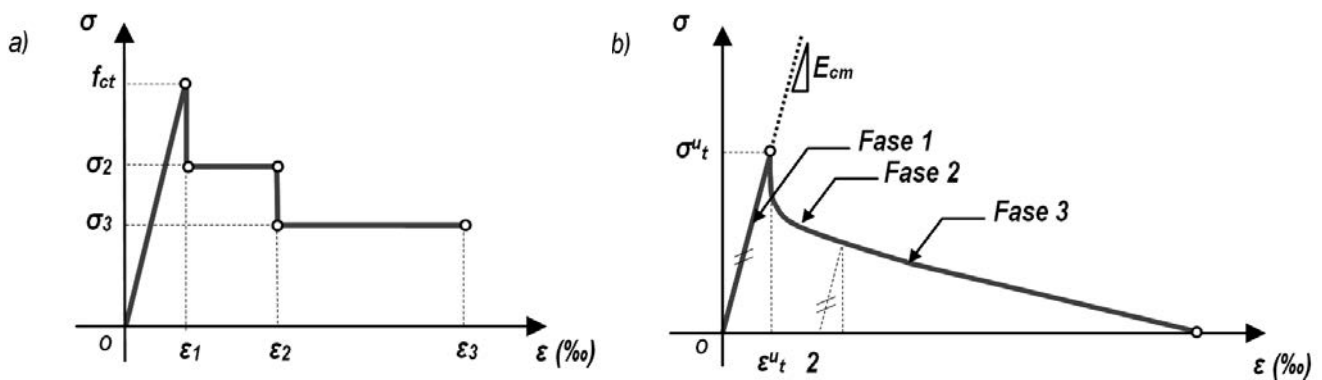 a)
σ
f_ct
σ2
σ3
o
ε1
ε2
ε3
ε (‰)
b)
σ
E_cm
σ^u_t
Fase 1
Fase 2
Fase 3
o
ε^u_t
2
ε (‰)